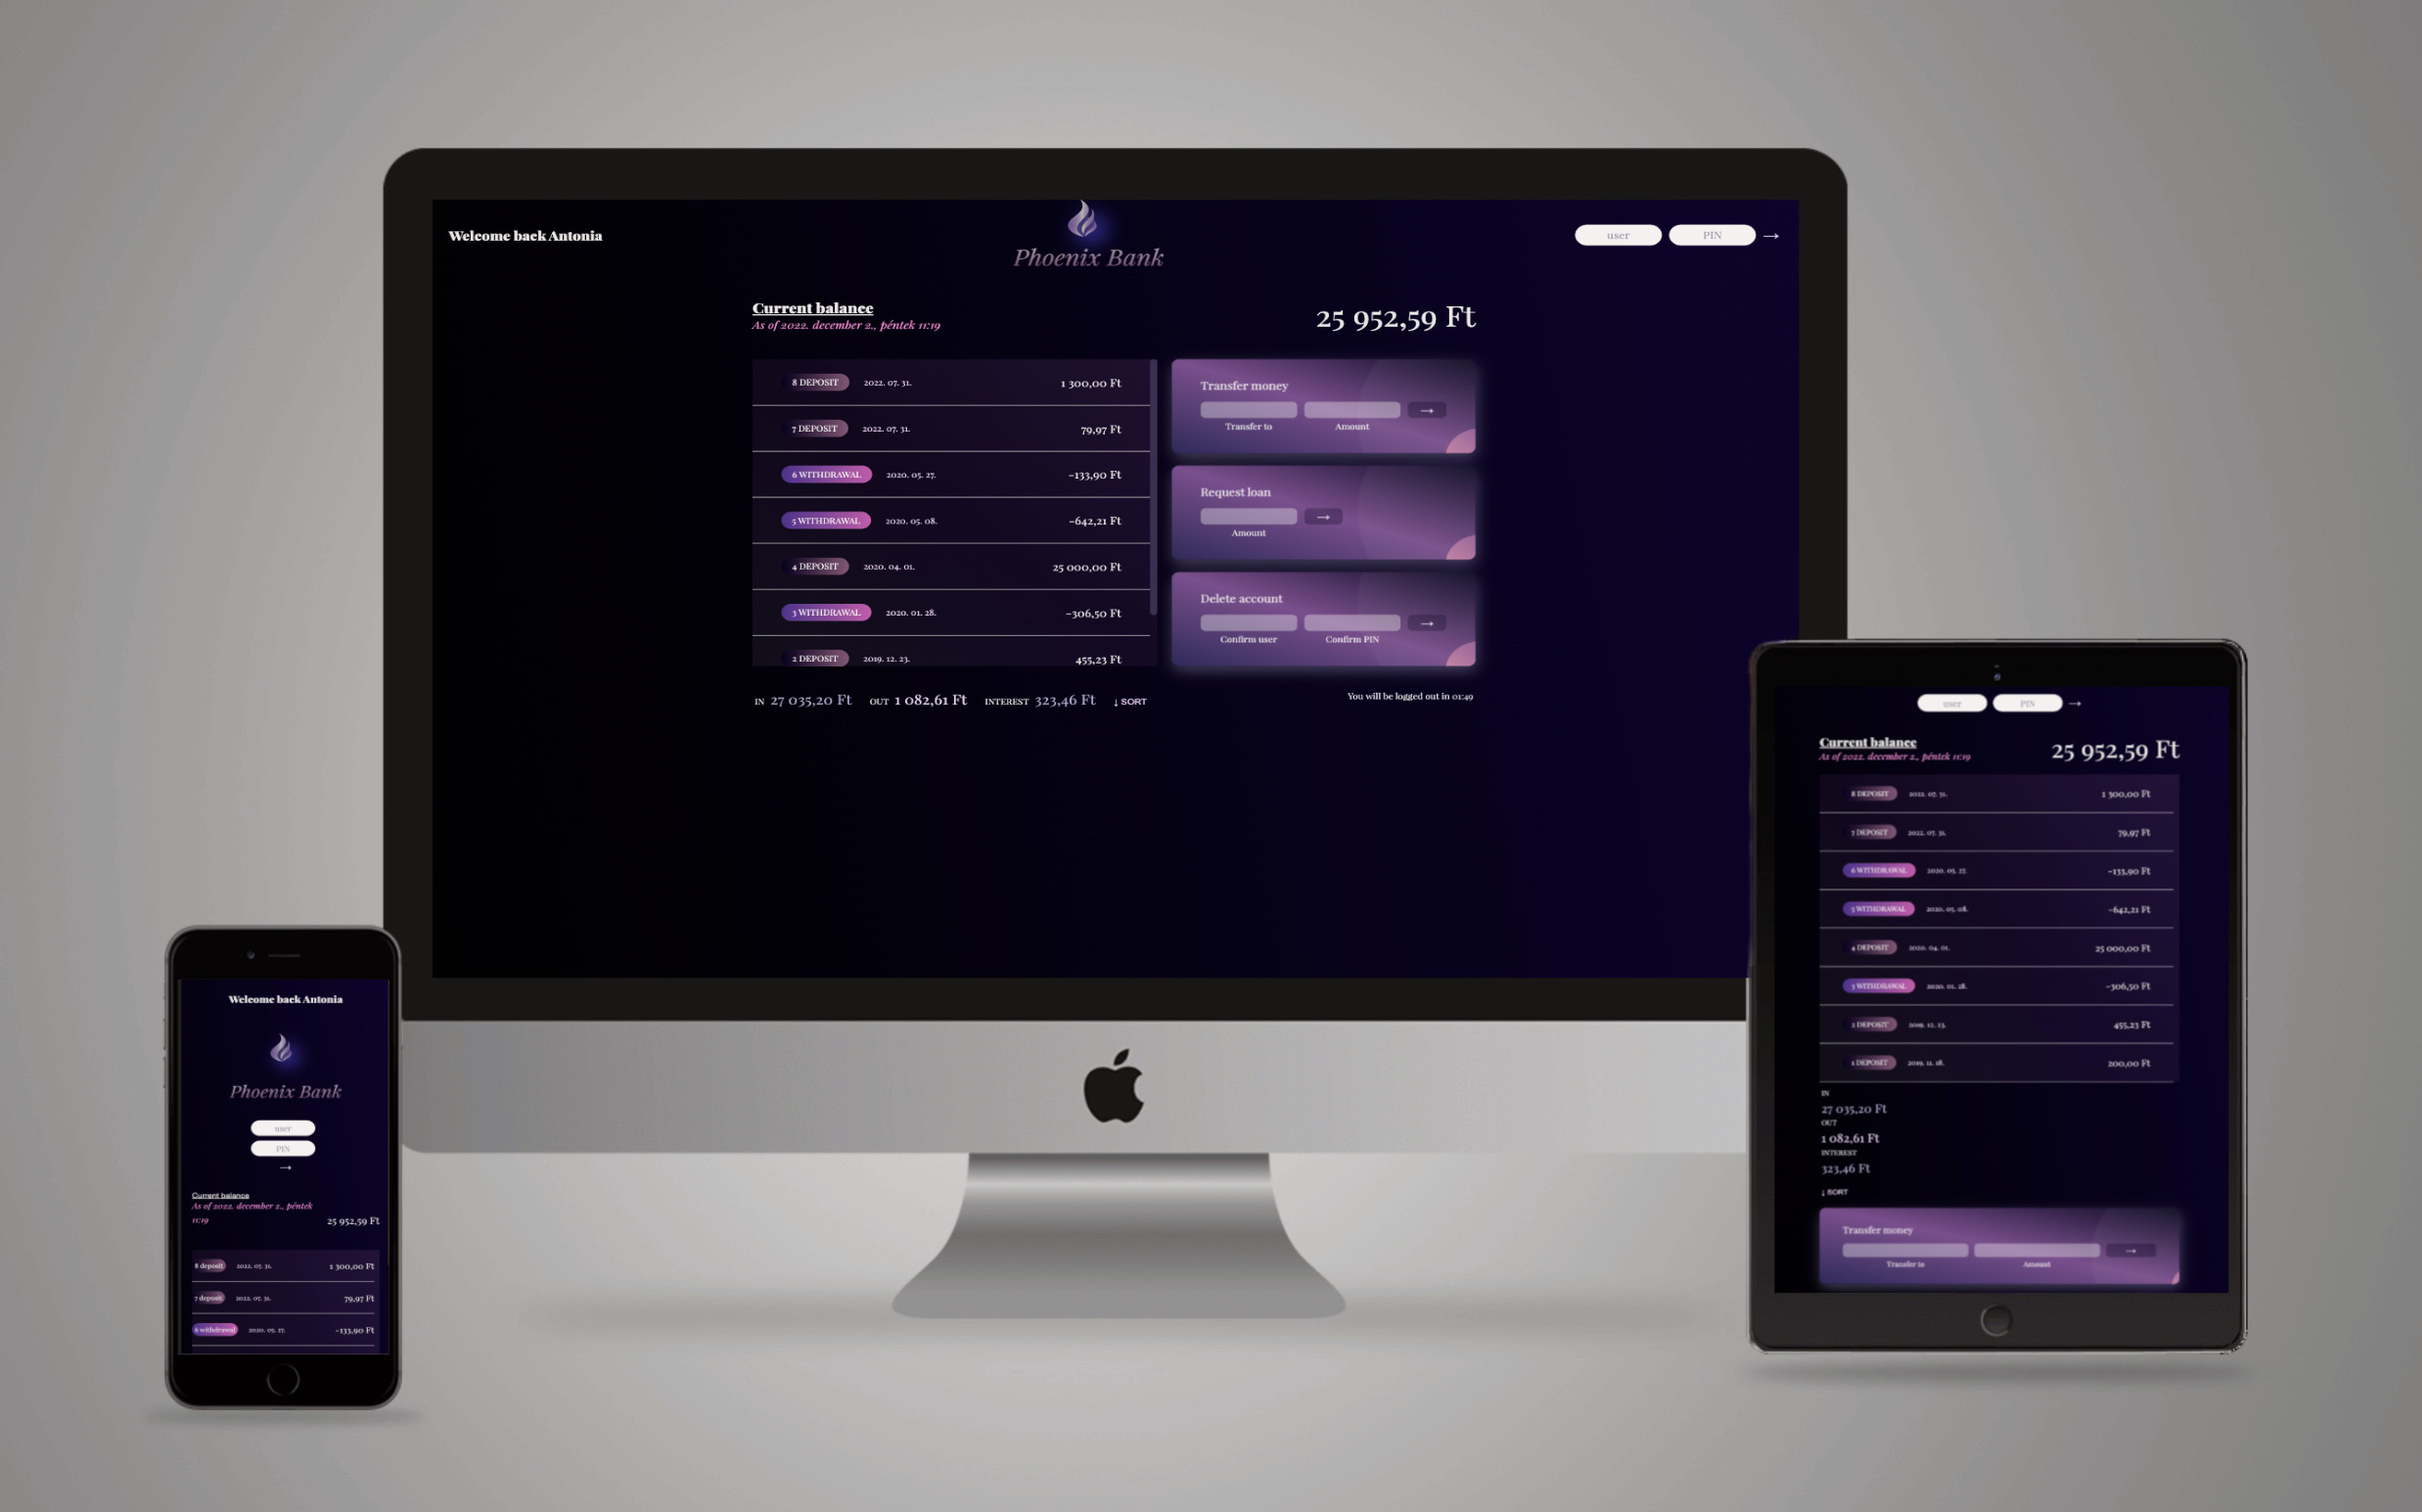 Welcome back Antonia
Phoenix Bank
user PIN →
Current balance
As of 2022. december 2., péntek 11:19
25 952,59 Ft
8 DEPOSIT 2022. 07. 31. 1 300,00 Ft
7 DEPOSIT 2022. 07. 31. 79,97 Ft
6 WITHDRAWAL 2020. 05. 27. -133,90 Ft
5 WITHDRAWAL 2020. 05. 08. -642,21 Ft
4 DEPOSIT 2020. 04. 01. 25 000,00 Ft
3 WITHDRAWAL 2020. 01. 28. -306,50 Ft
2 DEPOSIT 2019. 12. 23. 455,23 Ft
IN 27 035,20 Ft OUT 1 082,61 Ft INTEREST 323,46 Ft ↓ SORT
Transfer money
→
Transfer to Amount
Request loan
→
Amount
Delete account
→
Confirm user Confirm PIN
You will be logged out in 01:49
Welcome back Antonia
Phoenix Bank
user
PIN
→
Current balance
As of 2022. december 2., péntek
11:19
25 952,59 Ft
8 deposit 2022. 07. 31. 1 300,00 Ft
7 deposit 2022. 07. 31. 79,97 Ft
6 withdrawal 2020. 05. 27. -133,90 Ft
user PIN →
Current balance
As of 2022. december 2., péntek 11:19
25 952,59 Ft
8 DEPOSIT 2022. 07. 31. 1 300,00 Ft
7 DEPOSIT 2022. 07. 31. 79,97 Ft
6 WITHDRAWAL 2020. 05. 27. -133,90 Ft
5 WITHDRAWAL 2020. 05. 08. -642,21 Ft
4 DEPOSIT 2020. 04. 01. 25 000,00 Ft
3 WITHDRAWAL 2020. 01. 28. -306,50 Ft
2 DEPOSIT 2019. 12. 23. 455,23 Ft
1 DEPOSIT 2019. 11. 18. 200,00 Ft
IN
27 035,20 Ft
OUT
1 082,61 Ft
INTEREST
323,46 Ft
↓ SORT
Transfer money
→
Transfer to Amount